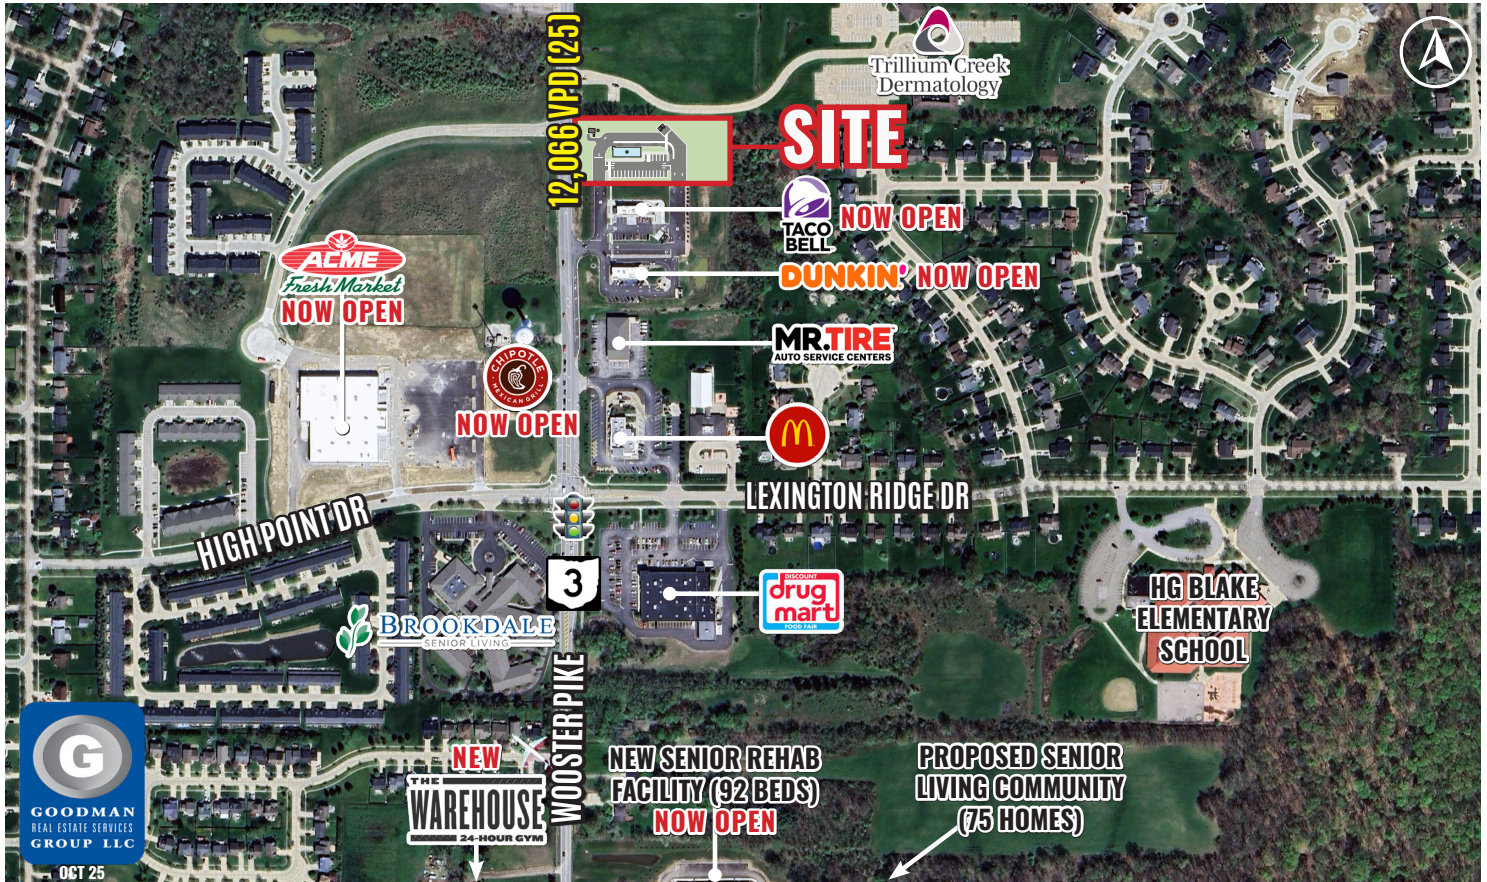 12,066 VPD (25)
Trillium Creek
Dermatology
SITE
TACO
BELL
NOW OPEN
DUNKIN'
NOW OPEN
ACME
Fresh Market
NOW OPEN
MR.TIRE
AUTO SERVICE CENTERS
CHIPOTLE
MEXICAN GRILL
NOW OPEN
M
LEXINGTON RIDGE DR
HIGH POINT DR
3
DISCOUNT
drug
mart
FOOD FAIR
HG BLAKE
ELEMENTARY
SCHOOL
BROOKDALE
SENIOR LIVING
WOOSTER PIKE
NEW
THE
WAREHOUSE
24-HOUR GYM
NEW SENIOR REHAB
FACILITY (92 BEDS)
NOW OPEN
PROPOSED SENIOR
LIVING COMMUNITY
(75 HOMES)
G
GOODMAN
REAL ESTATE SERVICES
GROUP LLC
OCT 25